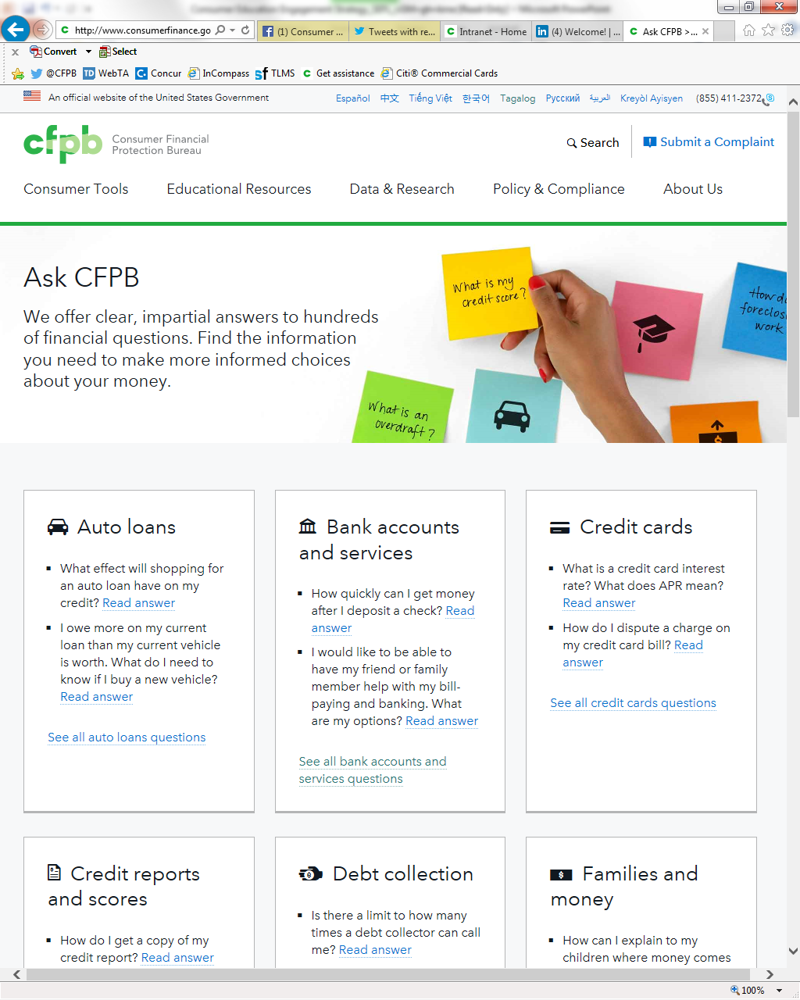 http://www.consumerfinance.go
(1) Consumer ...
Tweets with re...
Intranet - Home
(4) Welcome! | ...
Ask CFPB >...
Convert
Select
@CFPB
WebTA
Concur
InCompass
TLMS
Get assistance
Citi® Commercial Cards
An official website of the United States Government
Español 中文 Tiếng Việt 한국어 Tagalog Русский العربية Kreyòl Ayisyen (855) 411-2372
cfpb
Consumer Financial
Protection Bureau
Search
Submit a Complaint
Consumer Tools
Educational Resources
Data & Research
Policy & Compliance
About Us
Ask CFPB
We offer clear, impartial answers to hundreds
of financial questions. Find the information
you need to make more informed choices
about your money.
What is my
credit score?
How d
foreclos
work
What is an
overdraft?
Auto loans
What effect will shopping for
an auto loan have on my
credit? Read answer
I owe more on my current
loan than my current vehicle
is worth. What do I need to
know if I buy a new vehicle?
Read answer
See all auto loans questions
Bank accounts
and services
How quickly can I get money
after I deposit a check? Read
answer
I would like to be able to
have my friend or family
member help with my bill-
paying and banking. What
are my options? Read answer
See all bank accounts and
services questions
Credit cards
What is a credit card interest
rate? What does APR mean?
Read answer
How do I dispute a charge on
my credit card bill? Read
answer
See all credit cards questions
Credit reports
and scores
How do I get a copy of my
credit report? Read answer
Debt collection
Is there a limit to how many
times a debt collector can call
me? Read answer
Families and
money
How can I explain to my
children where money comes
100%